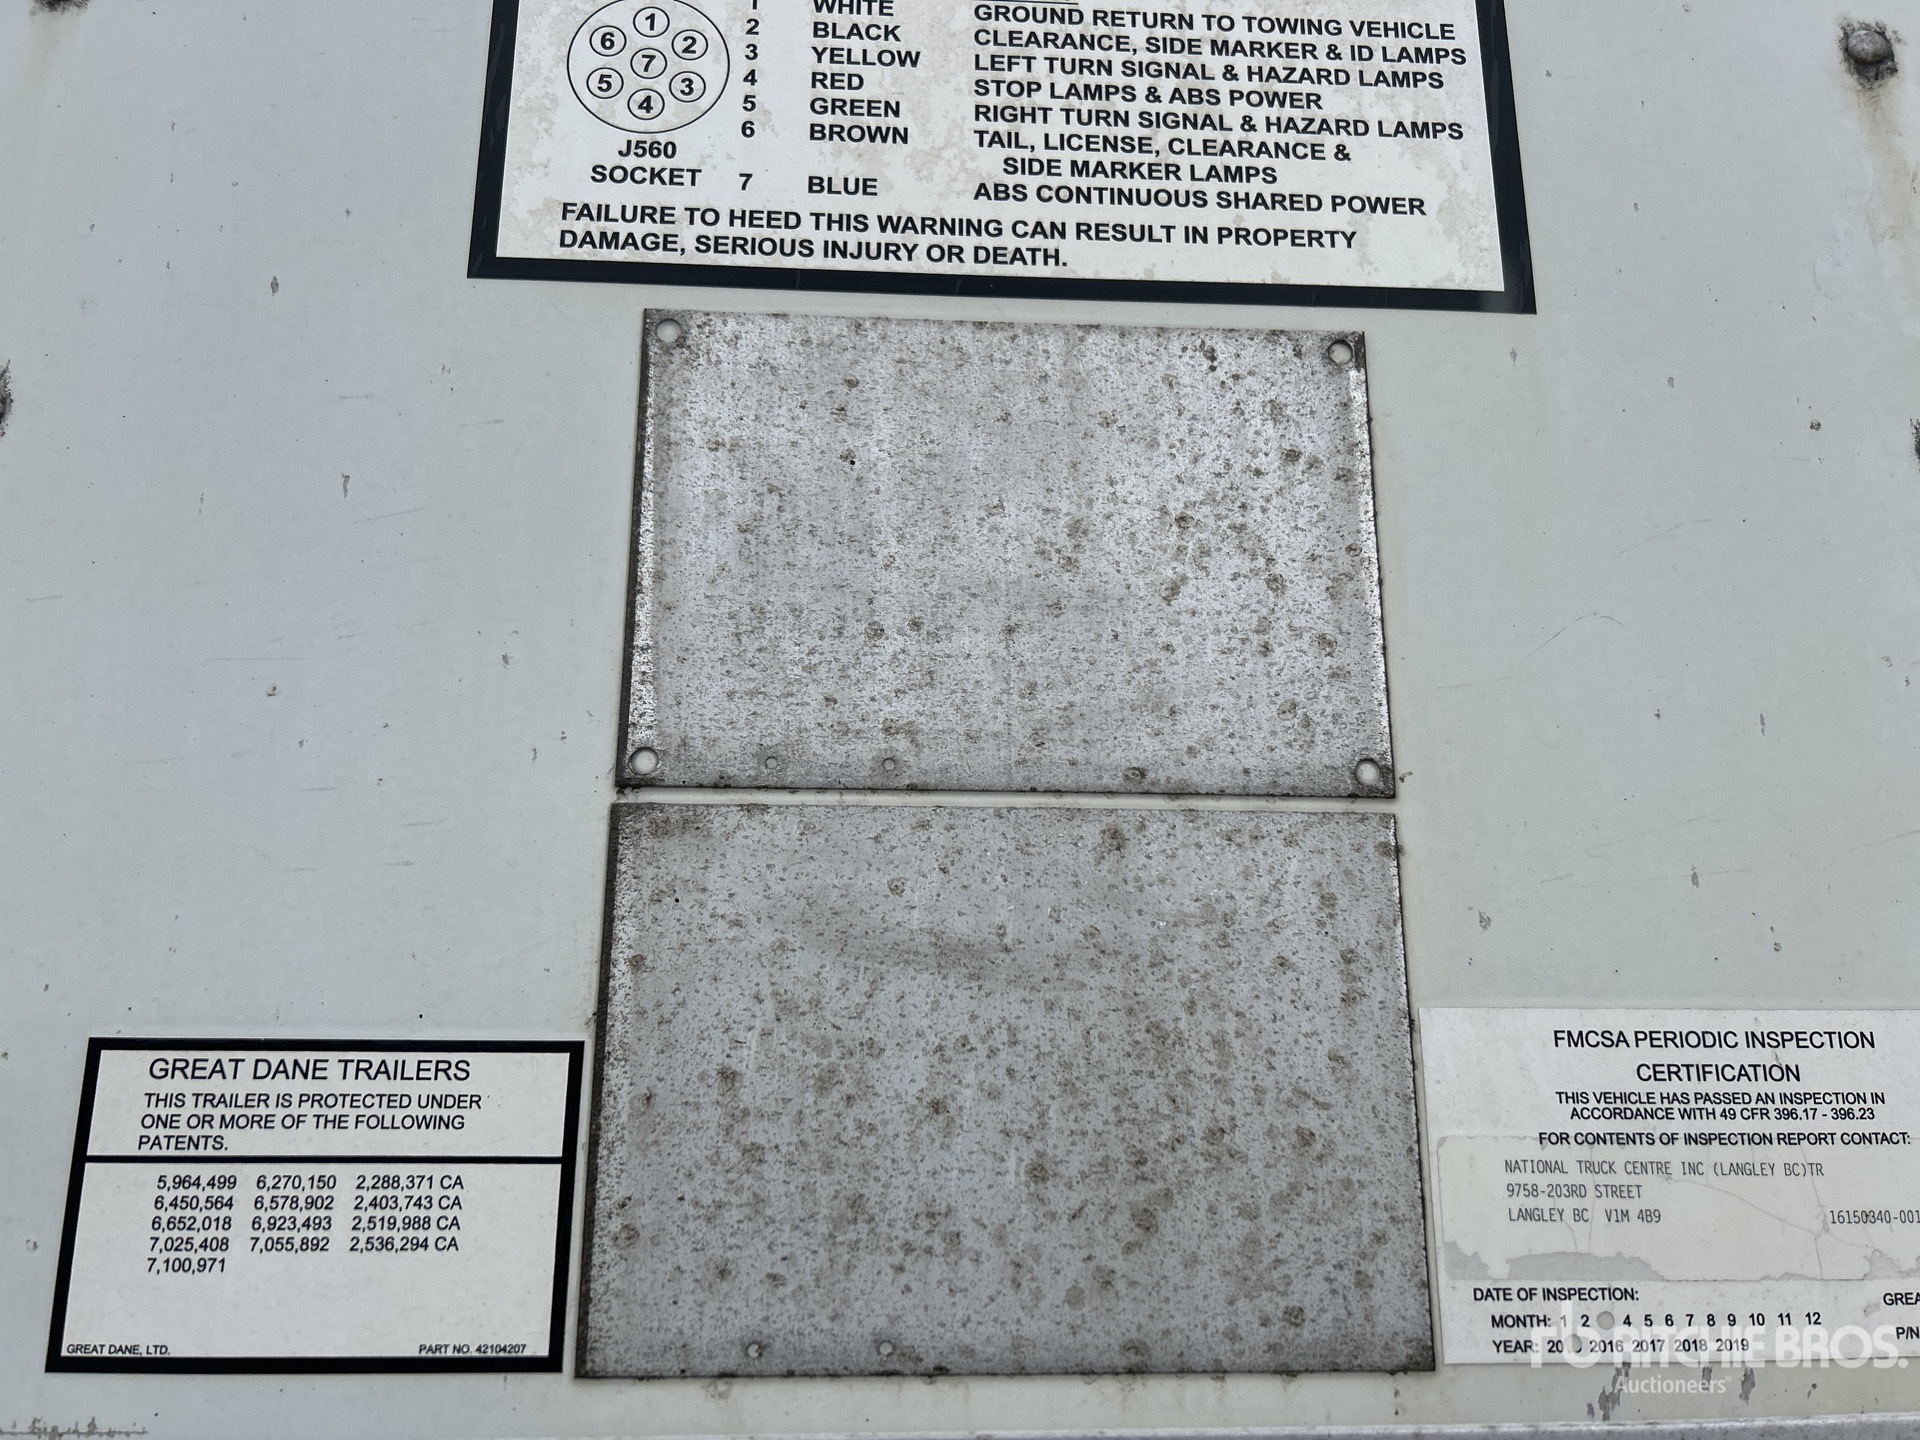 1 WHITE GROUND RETURN TO TOWING VEHICLE
2 BLACK CLEARANCE, SIDE MARKER & ID LAMPS
3 YELLOW LEFT TURN SIGNAL & HAZARD LAMPS
4 RED STOP LAMPS & ABS POWER
5 GREEN RIGHT TURN SIGNAL & HAZARD LAMPS
6 BROWN TAIL, LICENSE, CLEARANCE &
SIDE MARKER LAMPS
7 BLUE ABS CONTINUOUS SHARED POWER
1
6 2
7
5 3
4
J560
SOCKET
FAILURE TO HEED THIS WARNING CAN RESULT IN PROPERTY
DAMAGE, SERIOUS INJURY OR DEATH.
GREAT DANE TRAILERS
THIS TRAILER IS PROTECTED UNDER
ONE OR MORE OF THE FOLLOWING
PATENTS.
5,964,499 6,270,150 2,288,371 CA
6,450,564 6,578,902 2,403,743 CA
6,652,018 6,923,493 2,519,988 CA
7,025,408 7,055,892 2,536,294 CA
7,100,971
GREAT DANE, LTD. PART NO. 42104207
FMCSA PERIODIC INSPECTION
CERTIFICATION
THIS VEHICLE HAS PASSED AN INSPECTION IN
ACCORDANCE WITH 49 CFR 396.17 - 396.23
FOR CONTENTS OF INSPECTION REPORT CONTACT:
NATIONAL TRUCK CENTRE INC (LANGLEY BC)TR
9758-203RD STREET
LANGLEY BC V1M 4B9 16150340-001
DATE OF INSPECTION:
MONTH: 1 2 4 5 6 7 8 9 10 11 12
YEAR: 2016 2017 2018 2019
P/N
RITCHIE BROS.
Auctioneers